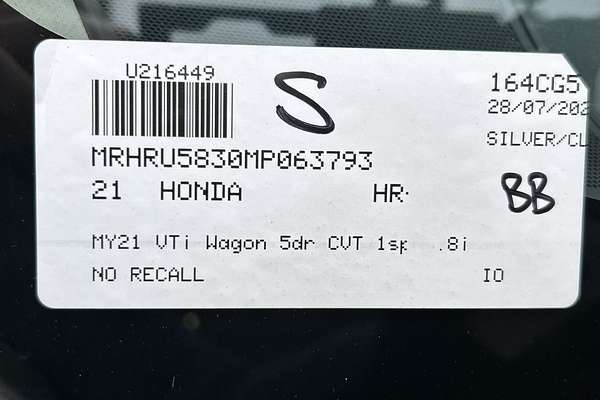 U216449
S
164CG5
28/07/202
SILVER/CL
MRHRU5830MP063793
21 HONDA HR-
BB
MY21 VTi Wagon 5dr CVT 1sp .8i
NO RECALL IO